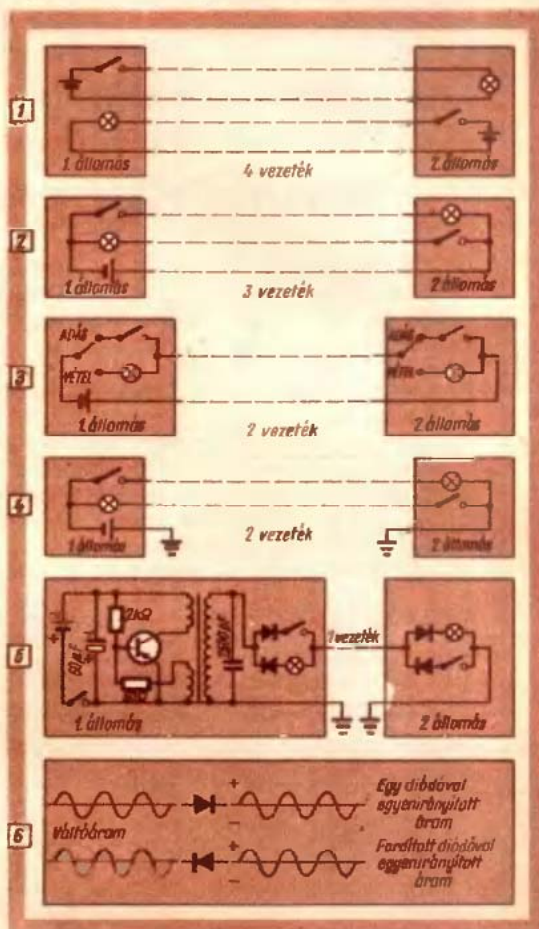 1
1. állomás
4 vezeték
2. állomás
2
1. állomás
3 vezeték
2. állomás
3
ADÁS
VÉTEL
1. állomás
2 vezeték
ADÁS
VÉTEL
2. állomás
4
1. állomás
2 vezeték
2. állomás
5
60µF
2kΩ
1. állomás
1 vezeték
2. állomás
6
Váltóáram
+
−
Egy diódával
egyenirányított
áram
+
−
Fordított diódával
egyenirányított
áram